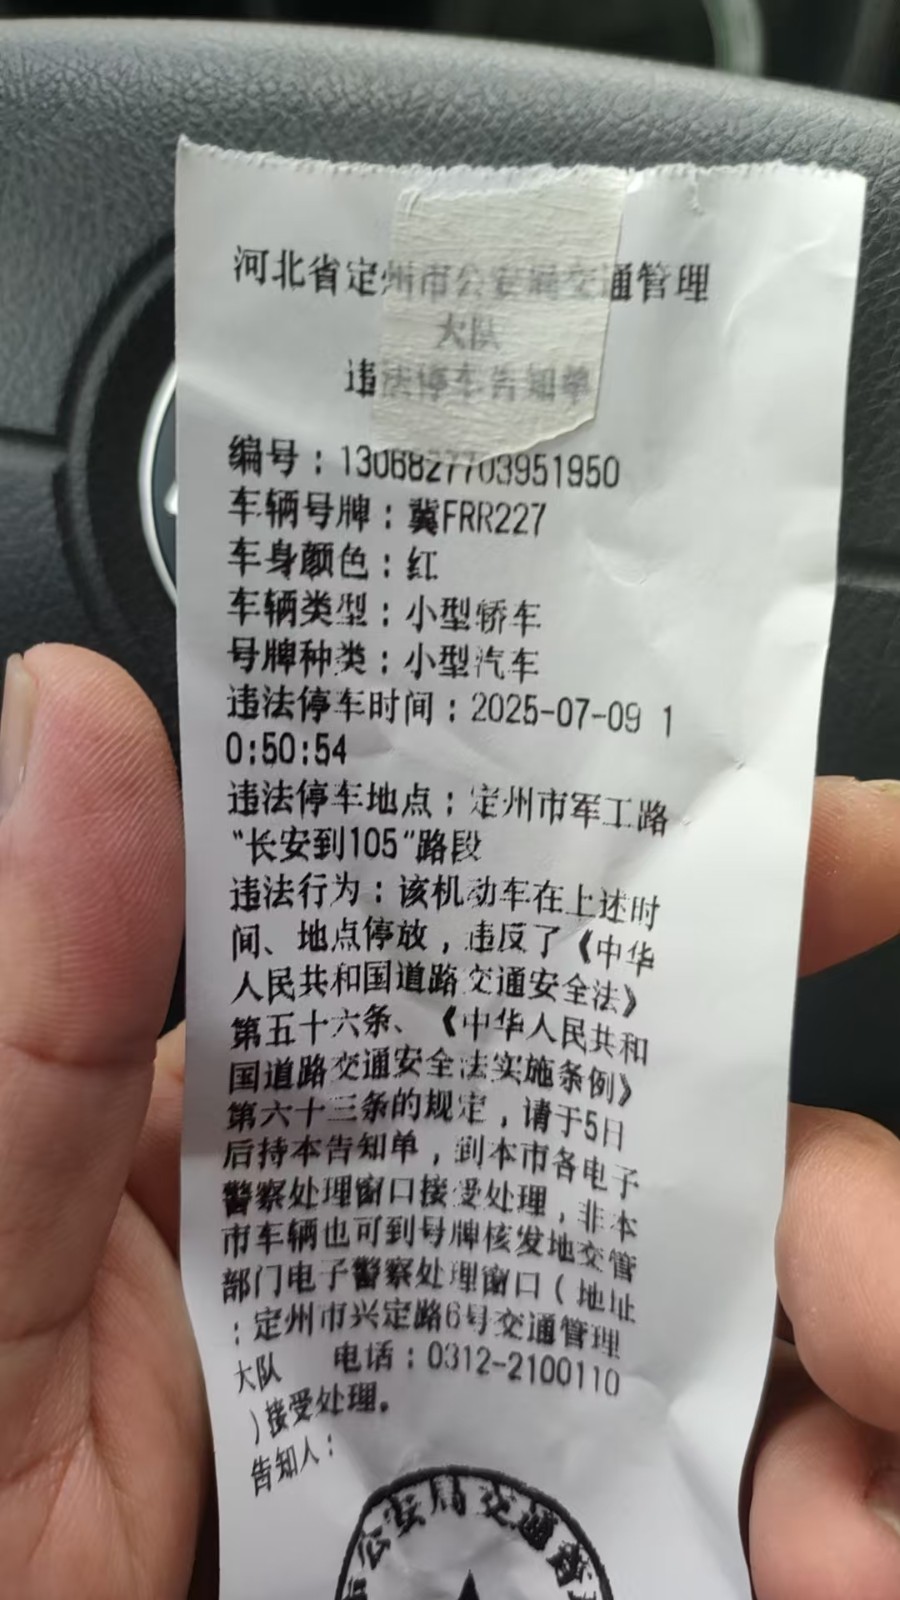 河北省定州市公安局交通管理
大队
违法停车告知单
编号：1306827703951950
车辆号牌：冀FRR227
车身颜色：红
车辆类型：小型轿车
号牌种类：小型汽车
违法停车时间：2025-07-09 1
0:50:54
违法停车地点：定州市军工路
“长安到105”路段
违法行为：该机动车在上述时
间、地点停放，违反了《中华
人民共和国道路交通安全法》
第五十六条、《中华人民共和
国道路交通安全法实施条例》
第六十三条的规定，请于5日
后持本告知单，到本市各电子
警察处理窗口接受处理，非本
市车辆也可到号牌核发地交管
部门电子警察处理窗口（地址
：定州市兴定路6号交通管理
大队 电话：0312-2100110
）接受处理。
告知人：
市公安局交通管